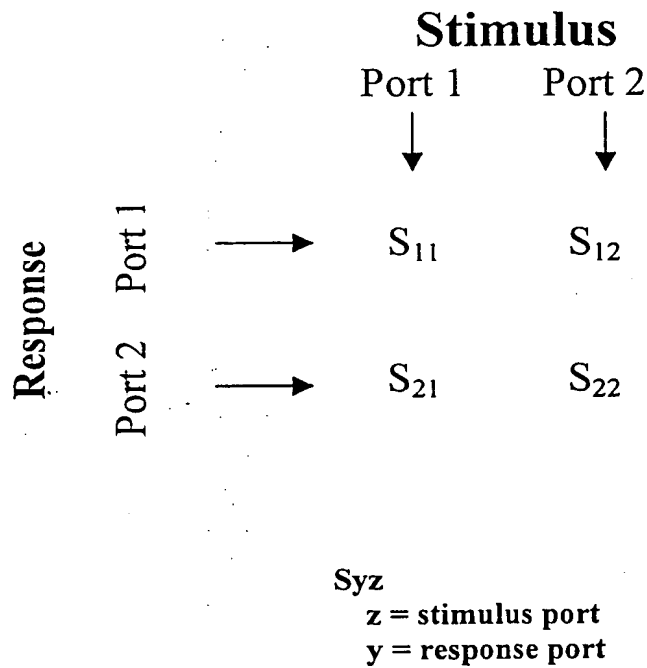 Stimulus
Port 1 Port 2
Response
Port 1
S₁₁ S₁₂
Port 2
S₂₁ S₂₂
Syz
z = stimulus port
y = response port